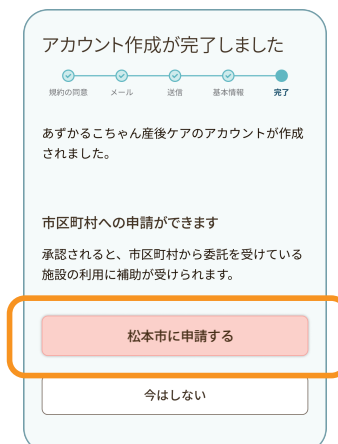 アカウント作成が完了しました
規約の同意 メール 送信 基本情報 完了
あずかるこちゃん産後ケアのアカウントが作成
されました。
市区町村への申請ができます
承認されると、市区町村から委託を受けている
施設の利用に補助が受けられます。
松本市に申請する
今はしない